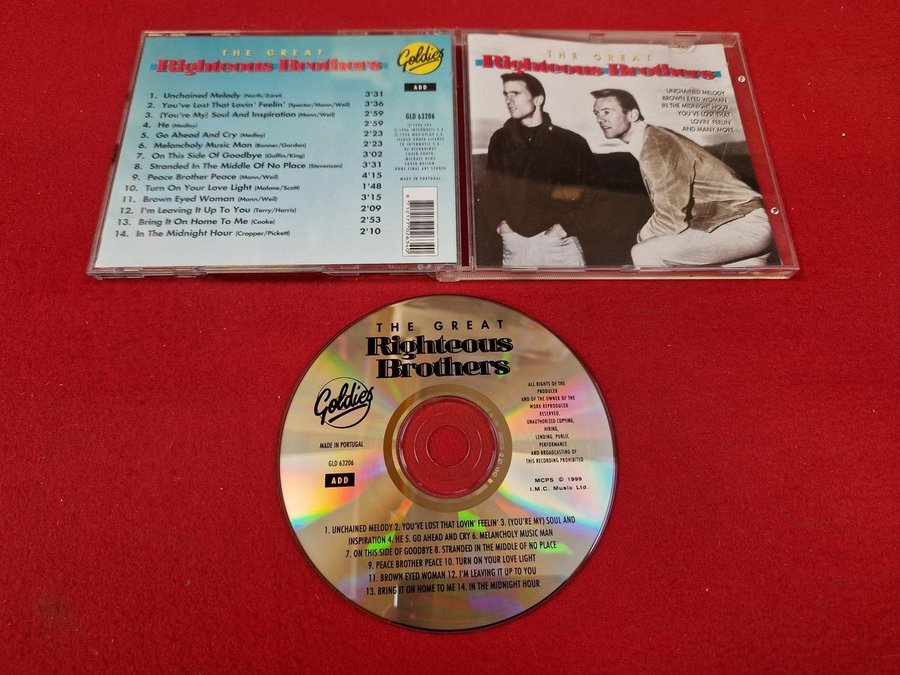 THE GREAT
Righteous Brothers
Goldies
ADD
GLD 63206
1. Unchained Melody (North/Zaret) 3'31
2. You've Lost That Lovin' Feelin' (Spector/Mann/Weil) 3'36
3. (You're My) Soul And Inspiration (Mann/Weil) 2'59
4. He (Medley) 2'59
5. Go Ahead And Cry (Medley) 2'23
6. Melancholy Music Man (Bonner/Gordon) 2'23
7. On This Side Of Goodbye (Goffin/King) 3'02
8. Stranded In The Middle Of No Place (Stevenson) 3'31
9. Peace Brother Peace (Mann/Weil) 4'15
10. Turn On Your Love Light (Malone/Scott) 1'48
11. Brown Eyed Woman (Mann/Weil) 3'15
12. I'm Leaving It Up To You (Terry/Harris) 2'09
13. Bring It On Home To Me (Cooke) 2'53
14. In The Midnight Hour (Cropper/Pickett) 2'10
MADE IN PORTUGAL
THE GREAT
Righteous Brothers
UNCHAINED MELODY
BROWN EYED WOMAN
IN THE MIDNIGHT HOUR
YOU'VE LOST THAT
LOVIN' FEELIN'
AND MANY MORE
THE GREAT
Righteous
Brothers
Goldies
MADE IN PORTUGAL
GLD 63206
ADD
ALL RIGHTS OF THE
PRODUCER
AND OF THE OWNER OF THE
WORK REPRODUCED
RESERVED,
UNAUTHORIZED COPYING,
HIRING,
LENDING, PUBLIC
PERFORMANCE
AND BROADCASTING OF
THIS RECORDING PROHIBITED
MCPS © 1999
I.M.C. Music Ltd.
1. UNCHAINED MELODY 2. YOU'VE LOST THAT LOVIN' FEELIN' 3. (YOU'RE MY) SOUL AND
INSPIRATION 4. HE 5. GO AHEAD AND CRY 6. MELANCHOLY MUSIC MAN
7. ON THIS SIDE OF GOODBYE 8. STRANDED IN THE MIDDLE OF NO PLACE
9. PEACE BROTHER PEACE 10. TURN ON YOUR LOVE LIGHT
11. BROWN EYED WOMAN 12. I'M LEAVING IT UP TO YOU
13. BRING IT ON HOME TO ME 14. IN THE MIDNIGHT HOUR